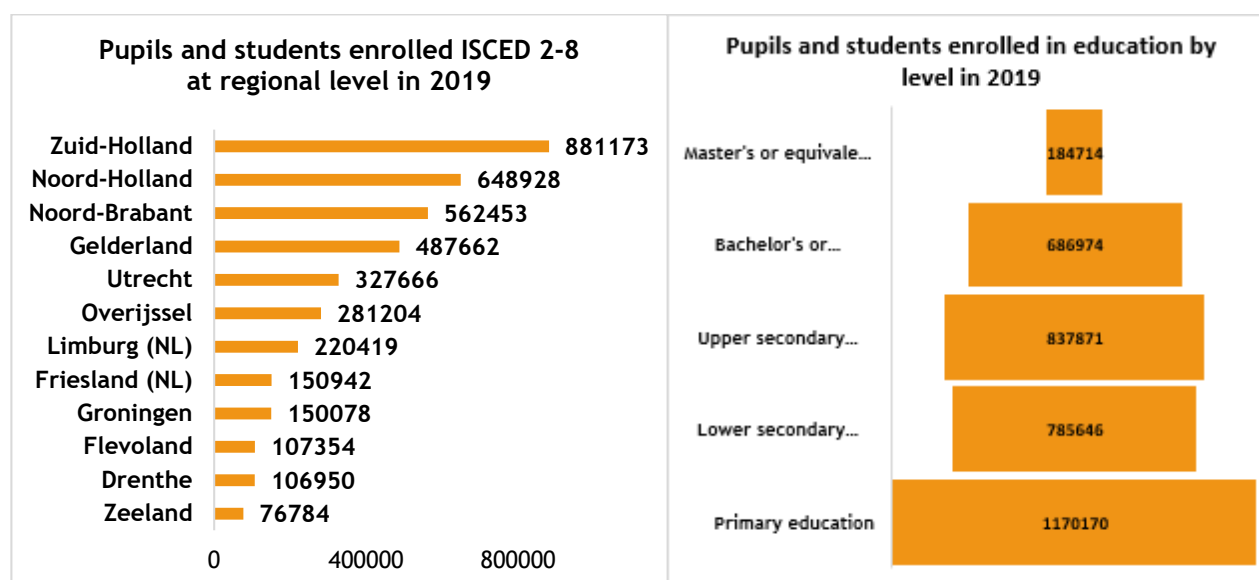 Pupils and students enrolled ISCED 2-8
at regional level in 2019
Zuid-Holland 881173
Noord-Holland 648928
Noord-Brabant 562453
Gelderland 487662
Utrecht 327666
Overijssel 281204
Limburg (NL) 220419
Friesland (NL) 150942
Groningen 150078
Flevoland 107354
Drenthe 106950
Zeeland 76784
0 400000 800000
Pupils and students enrolled in education by
level in 2019
Master's or equivale... 184714
Bachelor's or... 686974
Upper secondary... 837871
Lower secondary... 785646
Primary education 1170170